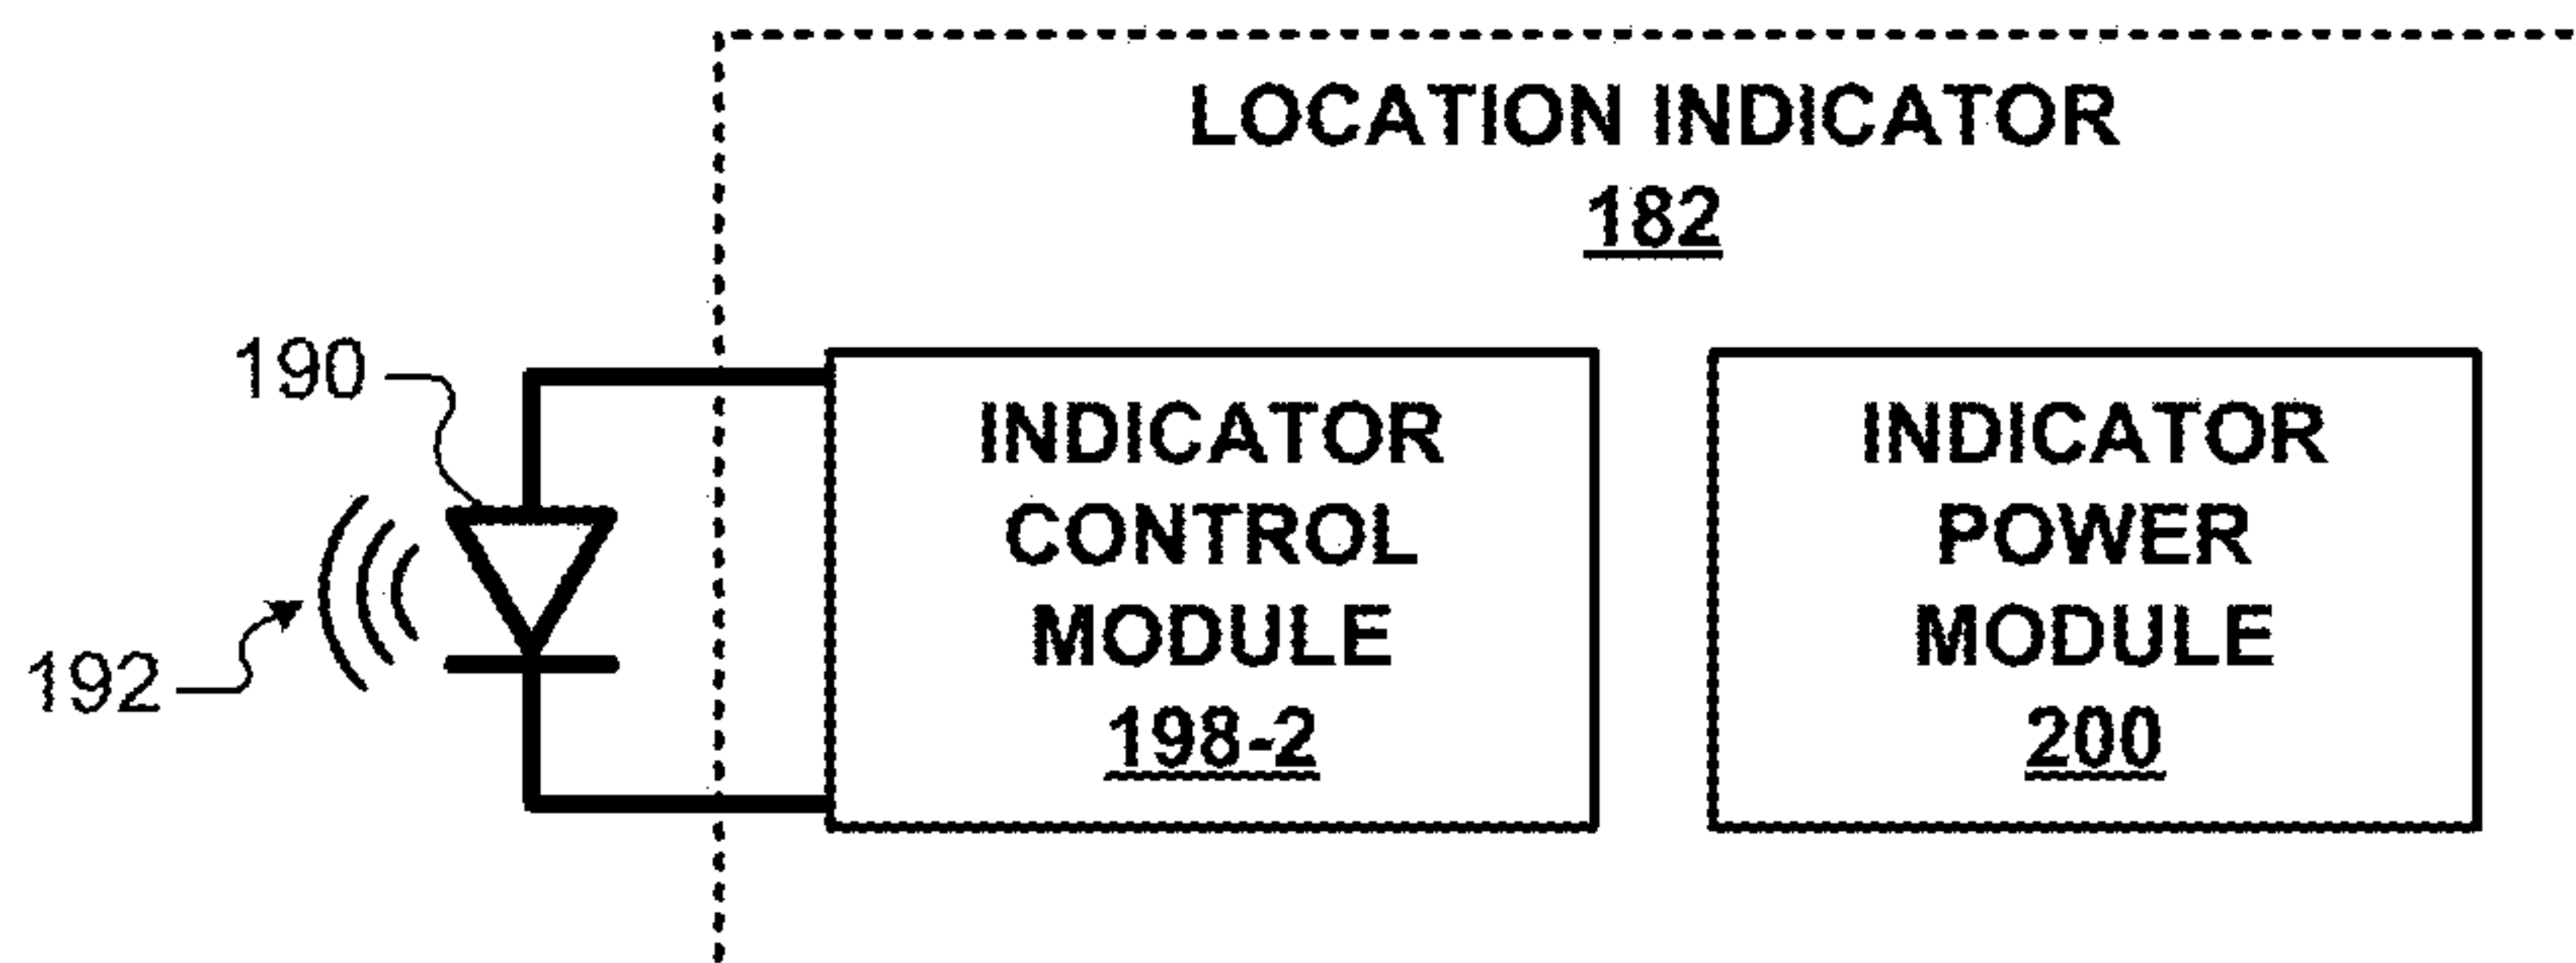 LOCATION INDICATOR
182
190
192
INDICATOR
CONTROL
MODULE
198-2
INDICATOR
POWER
MODULE
200